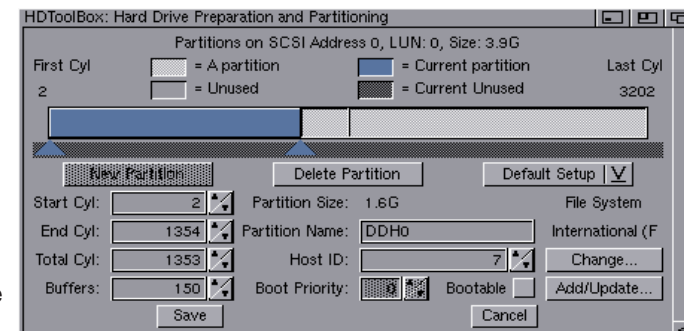 HDToolBox: Hard Drive Preparation and Partitioning
Partitions on SCSI Address 0, LUN: 0, Size: 3.9G
First Cyl = A partition = Current partition Last Cyl
2 = Unused = Current Unused 3202
New Partition Delete Partition Default Setup
Start Cyl: 2 Partition Size: 1.6G File System
End Cyl: 1354 Partition Name: DDH0 International (F
Total Cyl: 1353 Host ID: 7 Change...
Buffers: 150 Boot Priority: 0 Bootable Add/Update...
Save Cancel
e